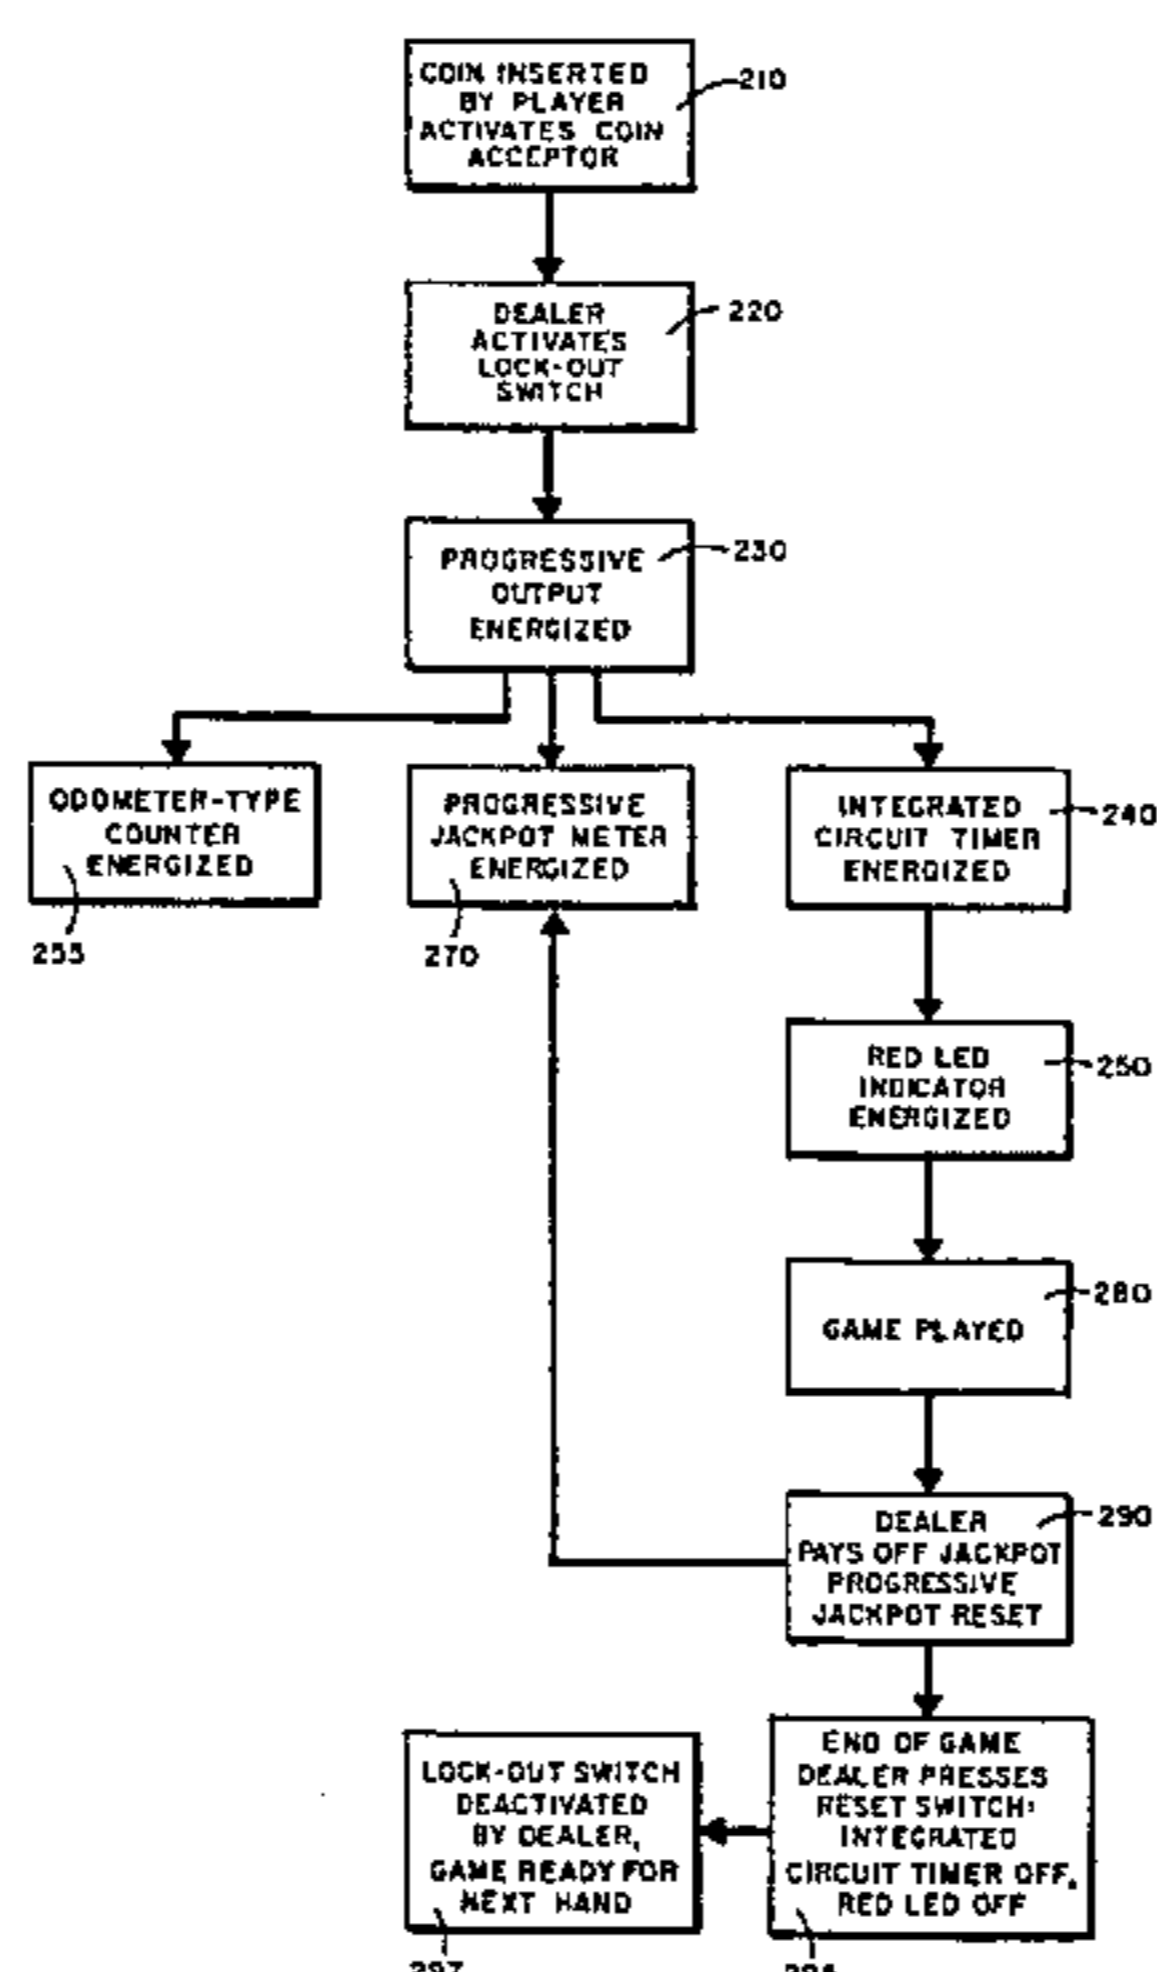 COIN INSERTED
BY PLAYER
ACTIVATES COIN
ACCEPTOR
210
DEALER
ACTIVATES
LOCK-OUT
SWITCH
220
PROGRESSIVE
OUTPUT
ENERGIZED
230
ODOMETER-TYPE
COUNTER
ENERGIZED
255
PROGRESSIVE
JACKPOT METER
ENERGIZED
270
INTEGRATED
CIRCUIT TIMER
ENERGIZED
240
RED LED
INDICATOR
ENERGIZED
250
GAME PLAYED
280
DEALER
PAYS OFF JACKPOT
PROGRESSIVE
JACKPOT RESET
290
LOCK-OUT SWITCH
DEACTIVATED
BY DEALER,
GAME READY FOR
NEXT HAND
297
END OF GAME
DEALER PRESSES
RESET SWITCH:
INTEGRATED
CIRCUIT TIMER OFF,
RED LED OFF